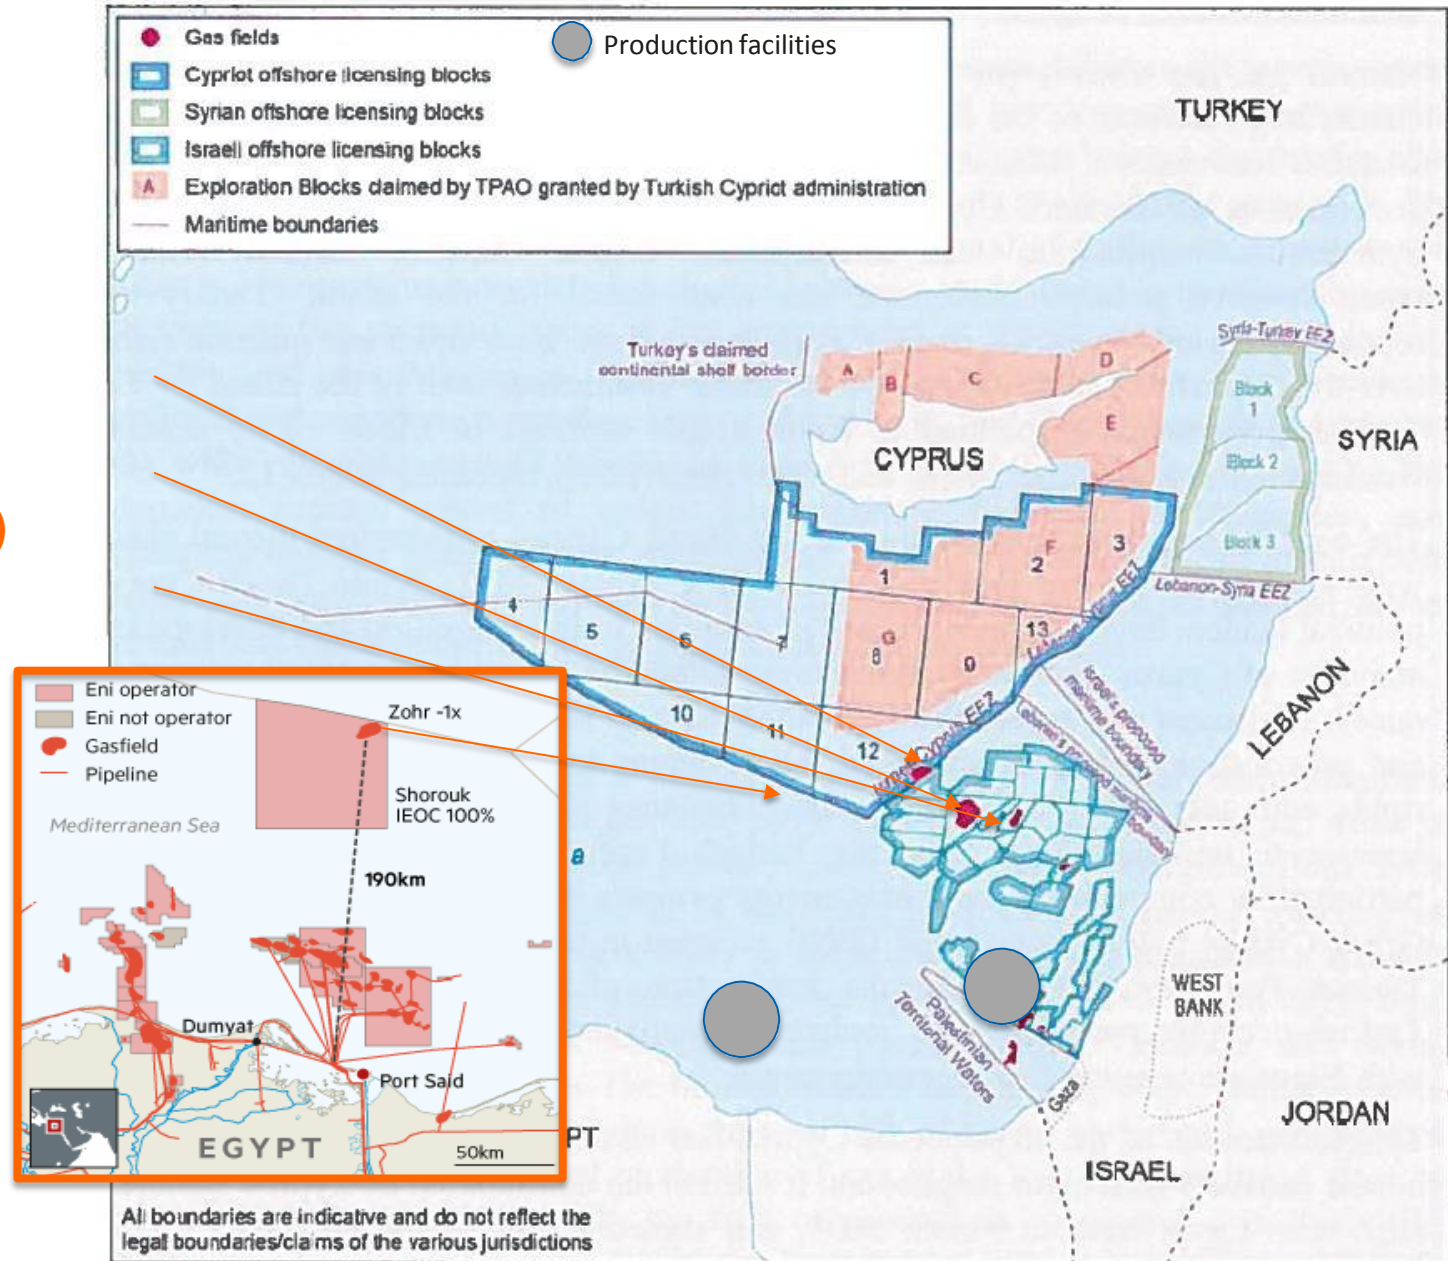 Gas fields
Production facilities
Cypriot offshore licensing blocks
Syrian offshore licensing blocks
Israeli offshore licensing blocks
A Exploration Blocks claimed by TPAO granted by Turkish Cypriot administration
Maritime boundaries
TURKEY
Syria-Turkey EEZ
Turkey's claimed
continental shelf border
A
B
C
D
E
Block
1
Block 2
Block 3
SYRIA
CYPRUS
Lebanon-Syria EEZ
F
G
1
2
3
4
5
6
7
8
9
13
10
11
12
Israel's proposed
maritime boundary
Lebanon's proposed maritime
boundary
LEBANON
Eni operator
Eni not operator
Gasfield
Pipeline
Zohr -1x
Shorouk
IEOC 100%
Mediterranean Sea
190km
Dumyat
Port Said
EGYPT
50km
a
PT
Palestinian
Territorial Waters
Gaza
WEST
BANK
JORDAN
ISRAEL
All boundaries are indicative and do not reflect the
legal boundaries/claims of the various jurisdictions